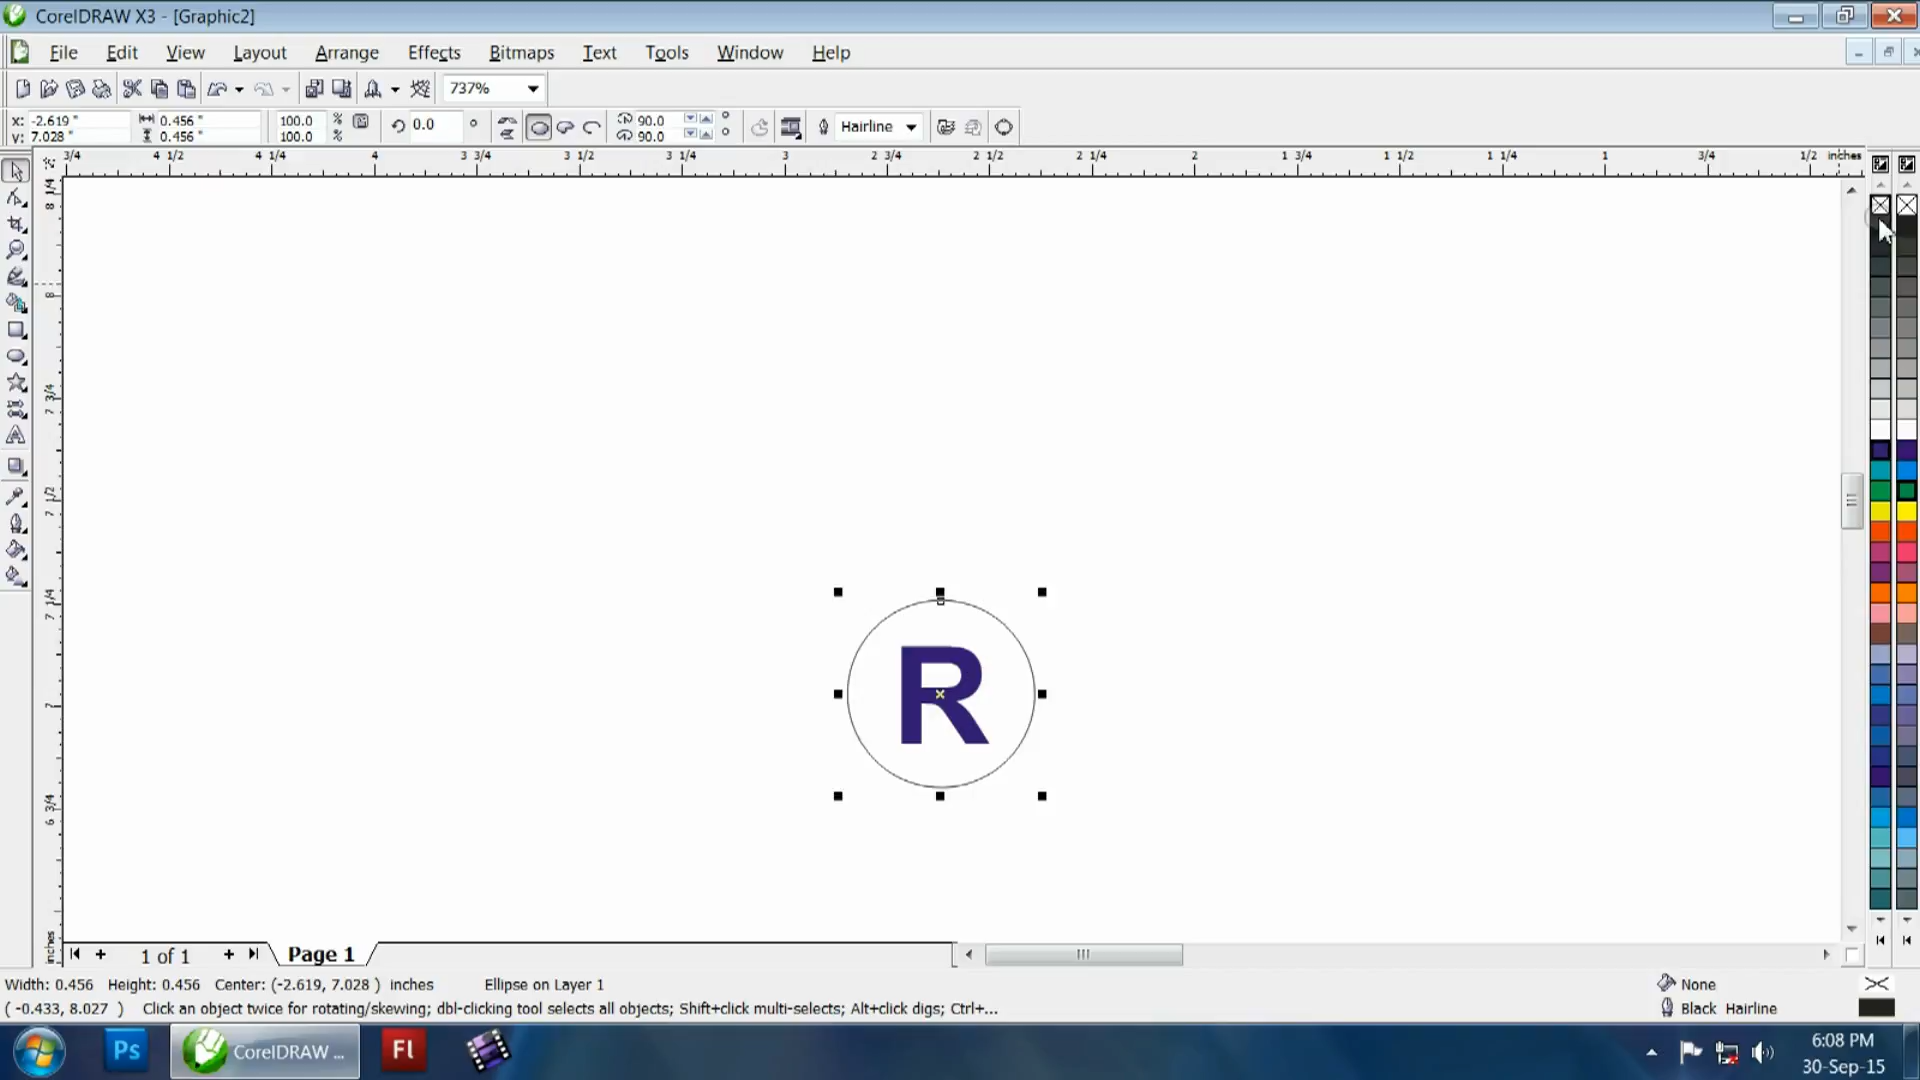 CorelDRAW X3 - [Graphic2]
File Edit View Layout Arrange Effects Bitmaps Text Tools Window Help
737%
x: -2.619 " 0.456 " 100.0 % 0.0 ° 90.0 ° Hairline
y: 7.028 " 0.456 " 100.0 % 90.0 °
3/4 4 1/2 4 1/4 4 3 3/4 3 1/2 3 1/4 3 2 3/4 2 1/2 2 1/4 2 1 3/4 1 1/2 1 1/4 1 3/4 1/2 inches
8 1/4
8
7 3/4
7 1/2
7 1/4
7
6 3/4
inches
R
1 of 1 Page 1
Width: 0.456 Height: 0.456 Center: (-2.619, 7.028 ) inches Ellipse on Layer 1 None
( -0.433, 8.027 ) Click an object twice for rotating/skewing; dbl-clicking tool selects all objects; Shift+click multi-selects; Alt+click digs; Ctrl+... Black Hairline
Ps CorelDRAW ... Fl
6:08 PM
30-Sep-15